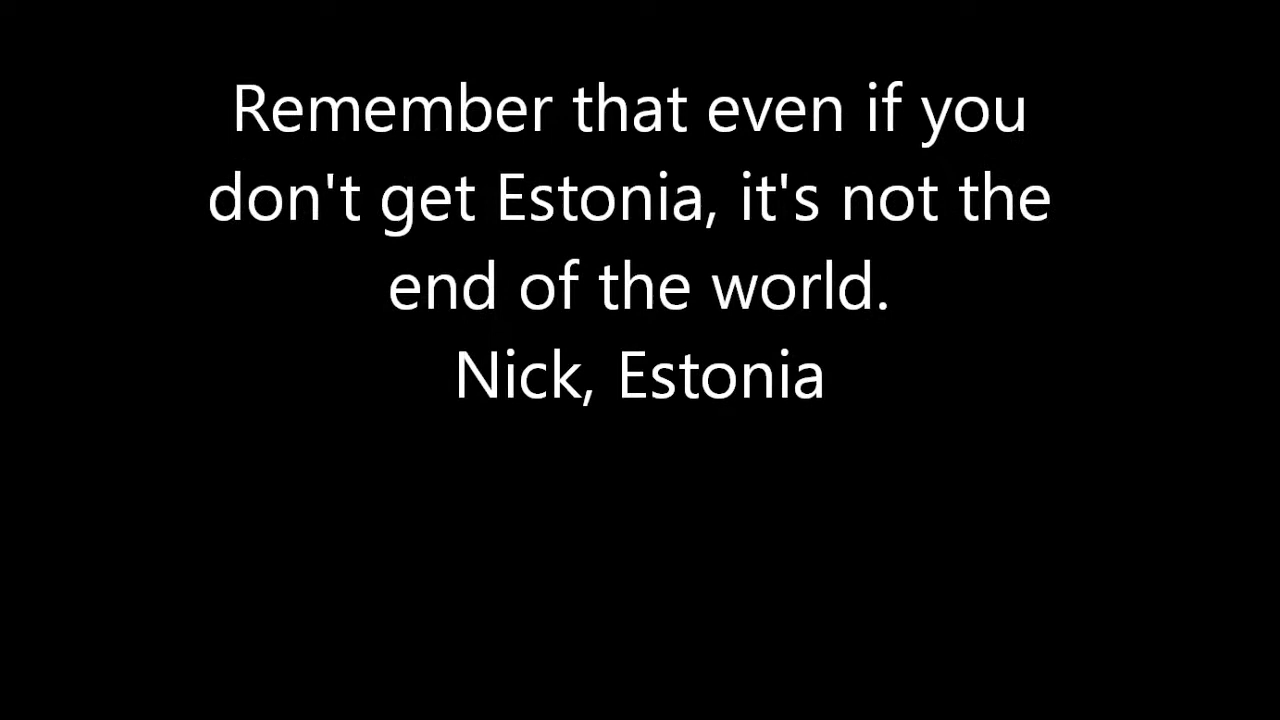 Remember that even if you
don't get Estonia, it's not the
end of the world.
Nick, Estonia